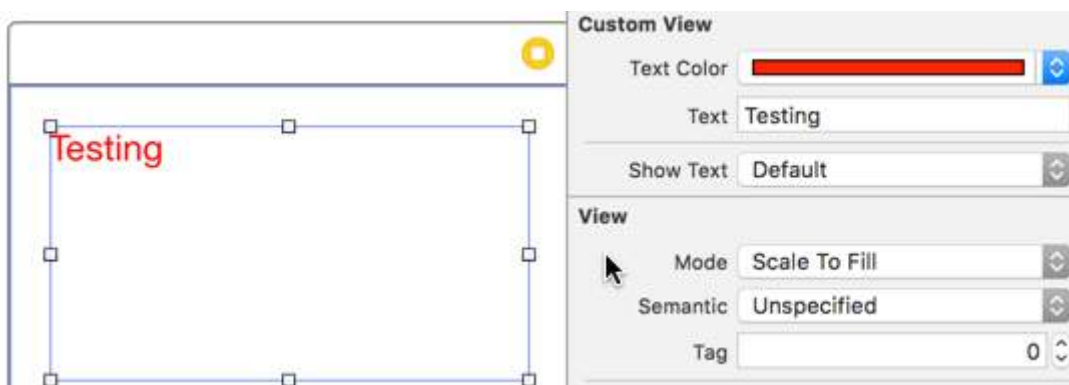 Testing
Custom View
Text Color
Text Testing
Show Text Default
View
Mode Scale To Fill
Semantic Unspecified
Tag 0